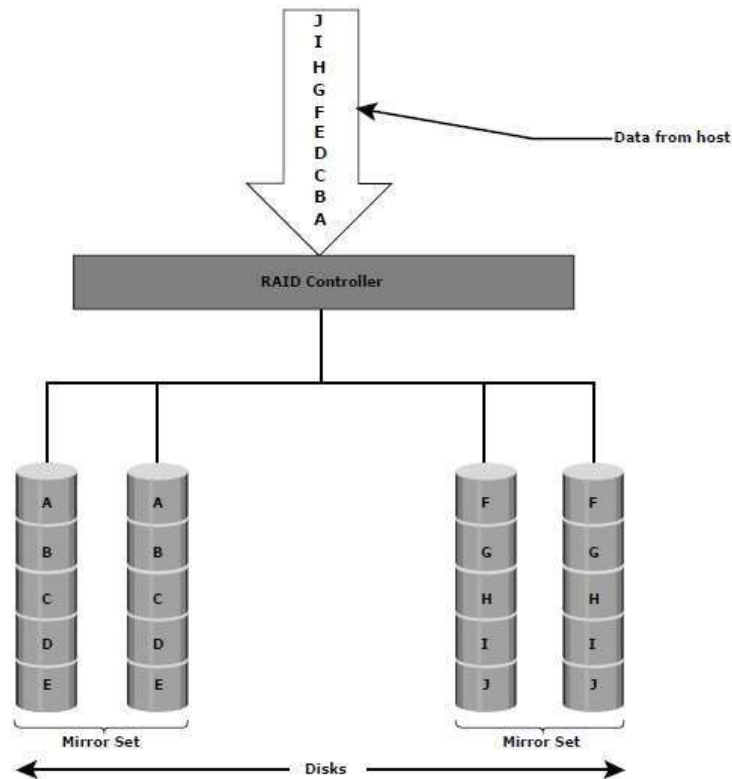 J
I
H
G
F
E
D
C
B
A
Data from host
RAID Controller
A A F F
B B G G
C C H H
D D I I
E E J J
Mirror Set Mirror Set
Disks